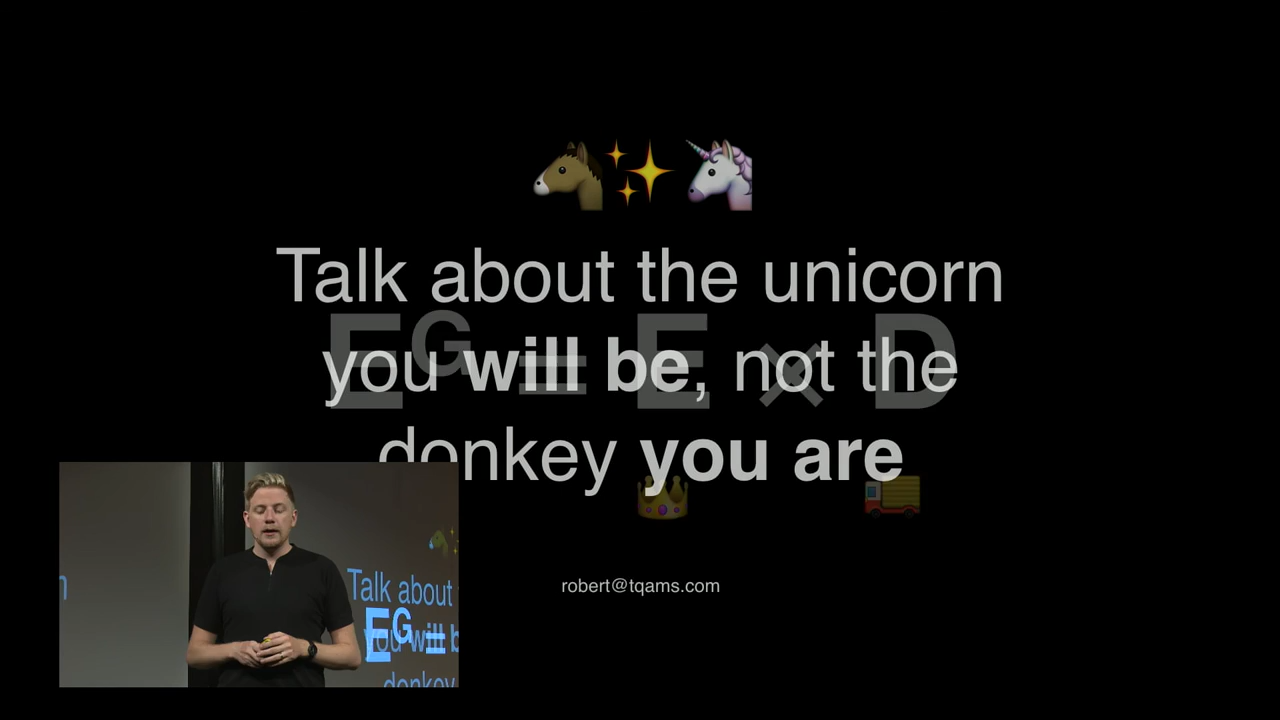 Talk about the unicorn
you will be, not the
donkey you are
E^G = E × D
robert@tqams.com
n
Talk about
you will b
E^G =
donkey